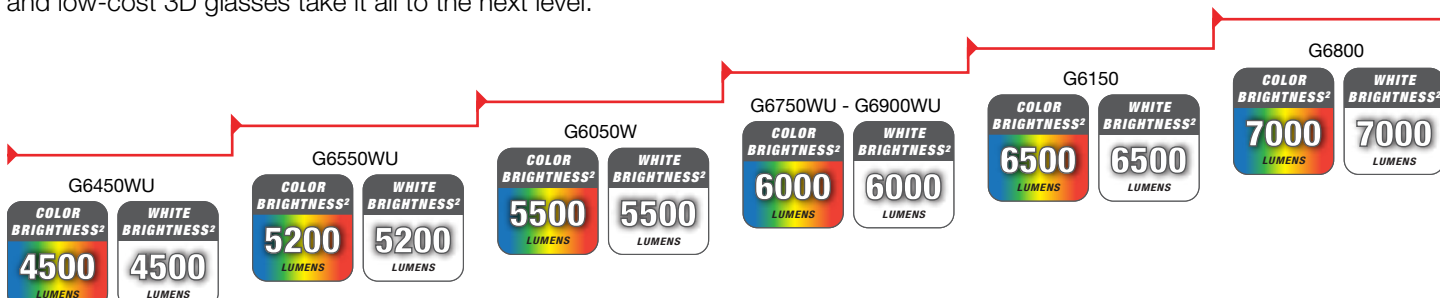 and low-cost 3D glasses take it all to the next level.
G6450WU
COLOR
BRIGHTNESS²
4500
LUMENS
WHITE
BRIGHTNESS²
4500
LUMENS
G6550WU
COLOR
BRIGHTNESS²
5200
LUMENS
WHITE
BRIGHTNESS²
5200
LUMENS
G6050W
COLOR
BRIGHTNESS²
5500
LUMENS
WHITE
BRIGHTNESS²
5500
LUMENS
G6750WU - G6900WU
COLOR
BRIGHTNESS²
6000
LUMENS
WHITE
BRIGHTNESS²
6000
LUMENS
G6150
COLOR
BRIGHTNESS²
6500
LUMENS
WHITE
BRIGHTNESS²
6500
LUMENS
G6800
COLOR
BRIGHTNESS²
7000
LUMENS
WHITE
BRIGHTNESS²
7000
LUMENS